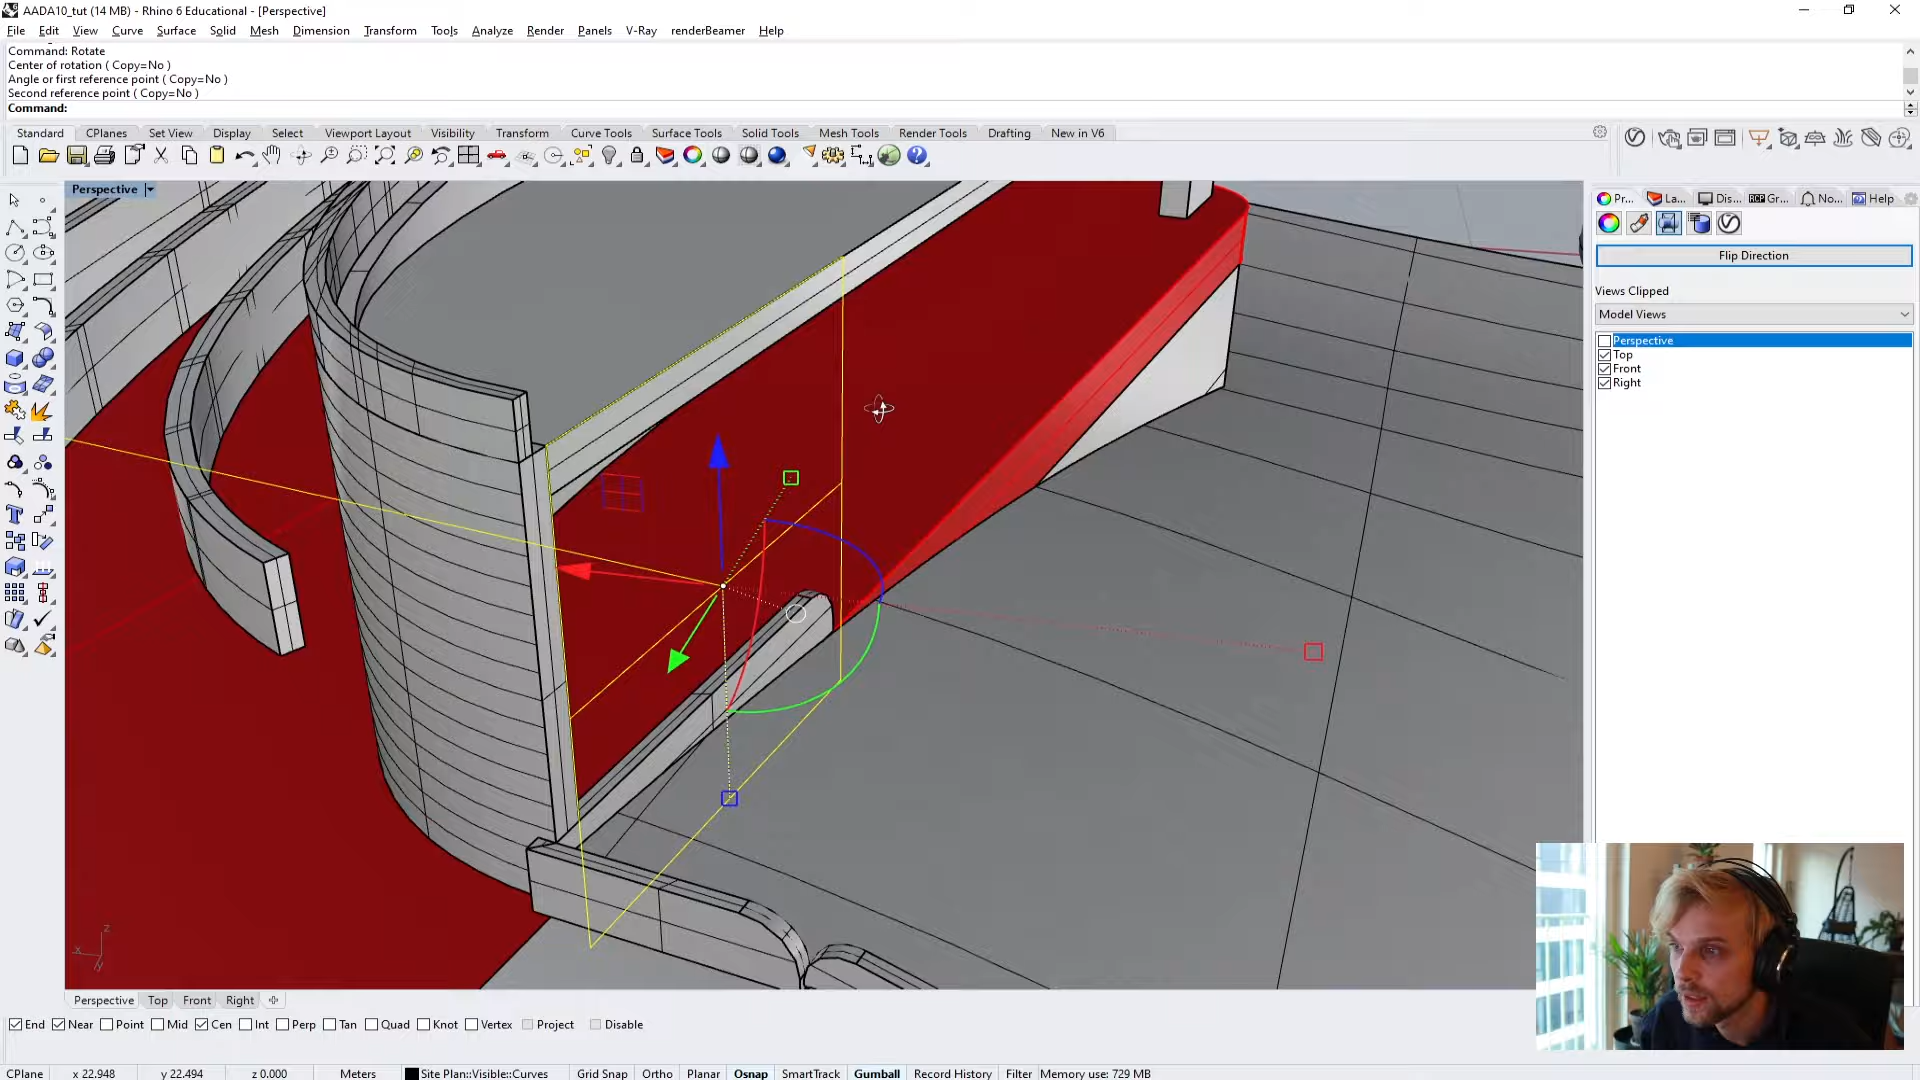 AADA10_tut (14 MB) - Rhino 6 Educational - [Perspective]
File Edit View Curve Surface Solid Mesh Dimension Transform Tools Analyze Render Panels V-Ray renderBeamer Help
Command: Rotate
Center of rotation ( Copy=No )
Angle or first reference point ( Copy=No )
Second reference point ( Copy=No )
Command:
Standard CPlanes Set View Display Select Viewport Layout Visibility Transform Curve Tools Surface Tools Solid Tools Mesh Tools Render Tools Drafting New in V6
Perspective
Pr... La... Dis... Gr... No... Help
Flip Direction
Views Clipped
Model Views
Perspective
Top
Front
Right
z
x
y
Perspective Top Front Right
End Near Point Mid Cen Int Perp Tan Quad Knot Vertex Project Disable
CPlane x 22.948 y 22.494 z 0.000 Meters Site Plan::Visible::Curves Grid Snap Ortho Planar Osnap SmartTrack Gumball Record History Filter Memory use: 729 MB